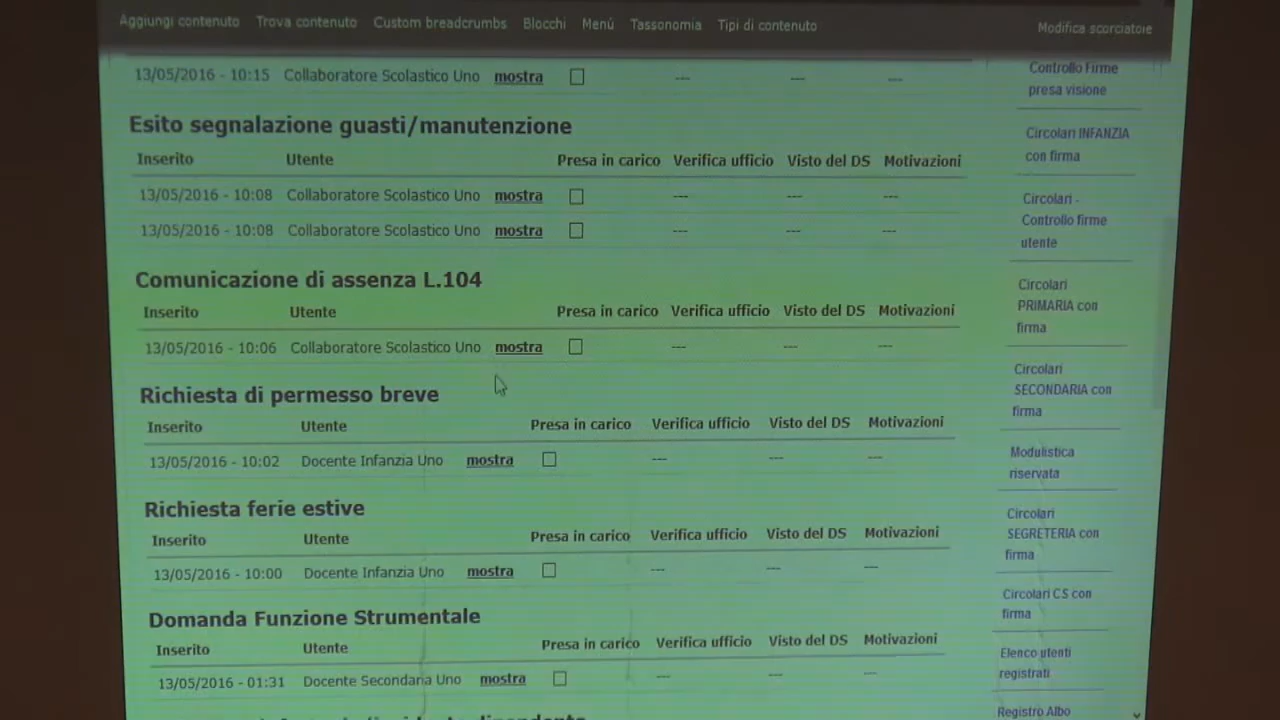 Aggiungi contenuto Trova contenuto Custom breadcrumbs Blocchi Menù Tassonomia Tipi di contenuto Modifica scorciatoie
13/05/2016 - 10:15 Collaboratore Scolastico Uno mostra --- --- ---
Esito segnalazione guasti/manutenzione
Inserito Utente Presa in carico Verifica ufficio Visto del DS Motivazioni
13/05/2016 - 10:08 Collaboratore Scolastico Uno mostra --- --- ---
13/05/2016 - 10:08 Collaboratore Scolastico Uno mostra --- --- ---
Comunicazione di assenza L.104
Inserito Utente Presa in carico Verifica ufficio Visto del DS Motivazioni
13/05/2016 - 10:06 Collaboratore Scolastico Uno mostra --- --- ---
Richiesta di permesso breve
Inserito Utente Presa in carico Verifica ufficio Visto del DS Motivazioni
13/05/2016 - 10:02 Docente Infanzia Uno mostra --- --- ---
Richiesta ferie estive
Inserito Utente Presa in carico Verifica ufficio Visto del DS Motivazioni
13/05/2016 - 10:00 Docente Infanzia Uno mostra --- --- ---
Domanda Funzione Strumentale
Inserito Utente Presa in carico Verifica ufficio Visto del DS Motivazioni
13/05/2016 - 01:31 Docente Secondaria Uno mostra --- --- ---
Controllo Firme
presa visione
Circolari INFANZIA
con firma
Circolari -
Controllo firme
utente
Circolari
PRIMARIA con
firma
Circolari
SECONDARIA con
firma
Modulistica
riservata
Circolari
SEGRETERIA con
firma
Circolari CS con
firma
Elenco utenti
registrati
Registro Albo